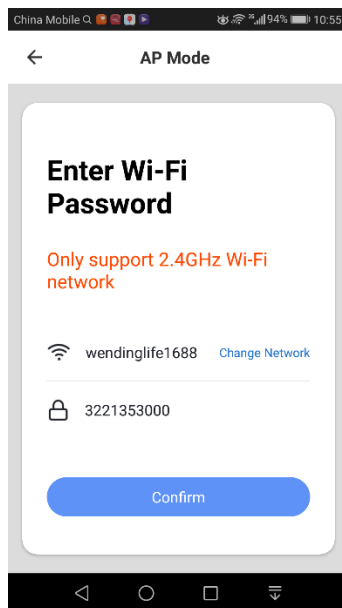 China Mobile 94% 10:55
AP Mode
Enter Wi-Fi
Password
Only support 2.4GHz Wi-Fi
network
wendinglife1688 Change Network
3221353000
Confirm